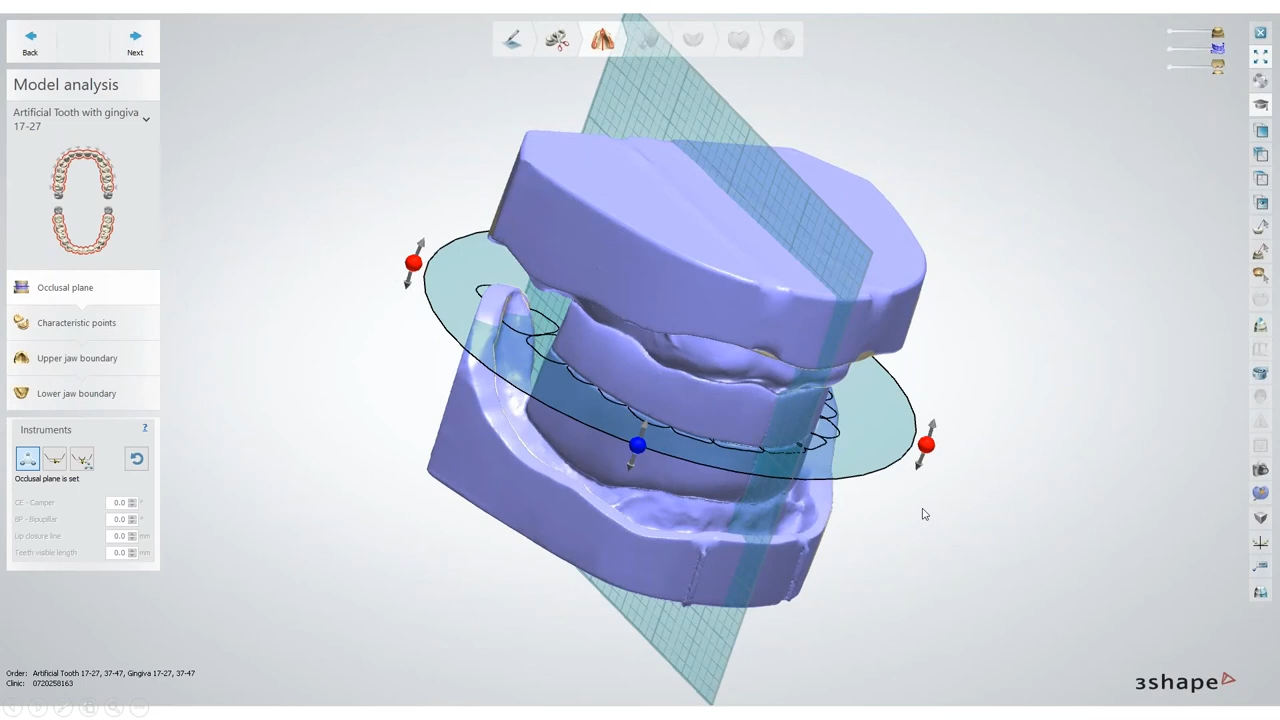 Back
Next
Model analysis
Artificial Tooth with gingiva
17-27
Occlusal plane
Characteristic points
Upper jaw boundary
Lower jaw boundary
Instruments
?
Occlusal plane is set
CE - Camper 0.0 °
BP - Bipupillar 0.0 °
Lip closure line 0.0 mm
Teeth visible length 0.0 mm
Order: Artificial Tooth 17-27, 37-47, Gingiva 17-27, 37-47
Clinic: 0720258163
3shape